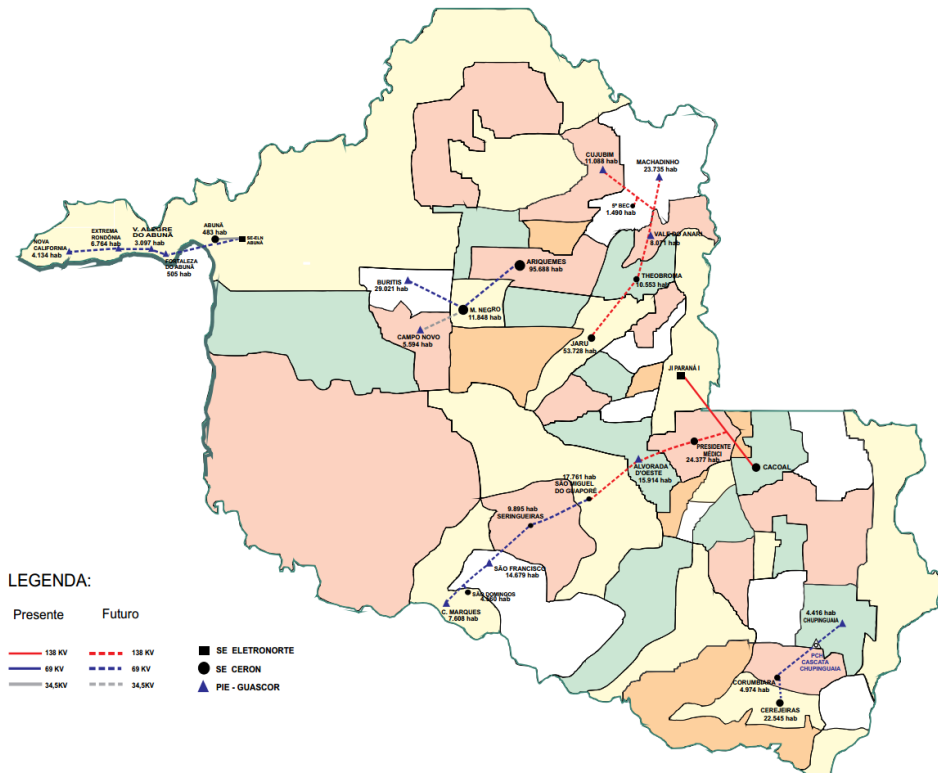 CUJUBIM
11.088 hab
MACHADINHO
23.735 hab
5º BEC
1.490 hab
VALE DO ANARI
8.071 hab
NOVA
CALIFORNIA
4.134 hab
EXTREMA
RONDÔNIA
6.764 hab
V. ALEGRE
DO ABUNÃ
3.097 hab
FORTALEZA
DO ABUNÃ
505 hab
ABUNÃ
483 hab
SE-ELN
ABUNÃ
ARIQUEMES
95.688 hab
BURITIS
29.021 hab
THEOBROMA
10.553 hab
M. NEGRO
11.848 hab
CAMPO NOVO
5.594 hab
JARU
53.728 hab
JI PARANÁ I
PRESIDENTE
MÉDICI
24.377 hab
CACOAL
ALVORADA
D'OESTE
15.914 hab
17.761 hab
SÃO MIGUEL
DO GUAPORÉ
9.895 hab
SERINGUEIRAS
SÃO FRANCISCO
14.679 hab
SÃO DOMINGOS
C. MARQUES
7.608 hab
4.416 hab
CHUPINGUAIA
PCH
CASCATA
CHUPINGUAIA
CORUMBIARA
4.974 hab
CEREJEIRAS
22.545 hab
LEGENDA:
Presente Futuro
138 KV 138 KV
69 KV 69 KV
34,5KV 34,5KV
SE ELETRONORTE
SE CERON
PIE - GUASCOR